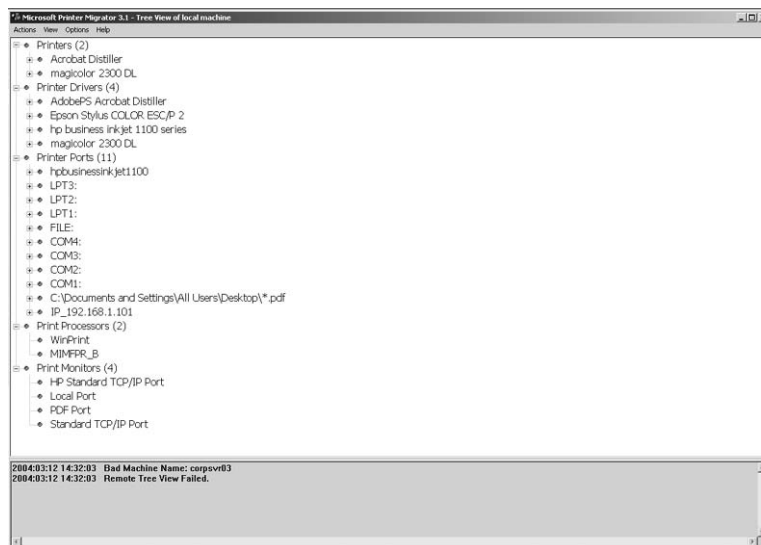 Microsoft Printer Migrator 3.1 - Tree View of local machine
Actions View Options Help
Printers (2)
Acrobat Distiller
magicolor 2300 DL
Printer Drivers (4)
AdobePS Acrobat Distiller
Epson Stylus COLOR ESC/P 2
hp business inkjet 1100 series
magicolor 2300 DL
Printer Ports (11)
hpbusinessinkjet1100
LPT3:
LPT2:
LPT1:
FILE:
COM4:
COM3:
COM2:
COM1:
C:\Documents and Settings\All Users\Desktop\*.pdf
IP_192.168.1.101
Print Processors (2)
WinPrint
MIMFPR_B
Print Monitors (4)
HP Standard TCP/IP Port
Local Port
PDF Port
Standard TCP/IP Port
2004:03:12 14:32:03 Bad Machine Name: corpsvr03
2004:03:12 14:32:03 Remote Tree View Failed.